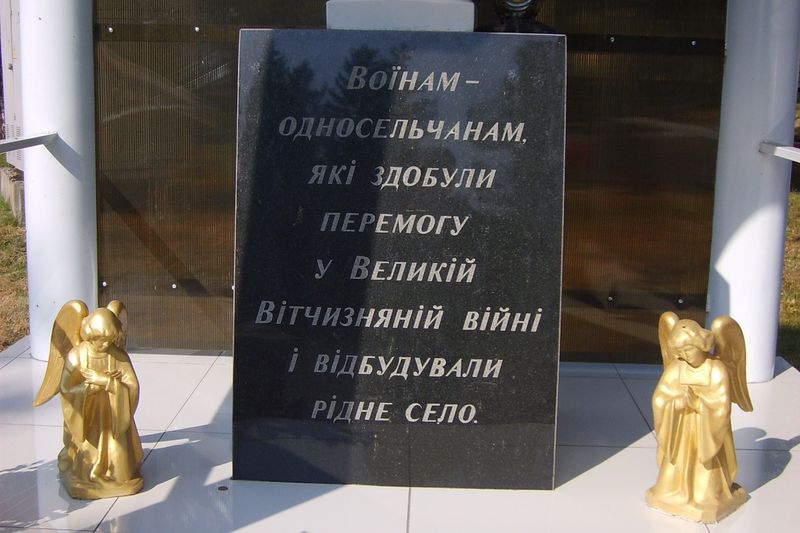 Воїнам –
односельчанам,
які здобули
перемогу
у Великій
Вітчизняній війні
і відбудували
рідне село.